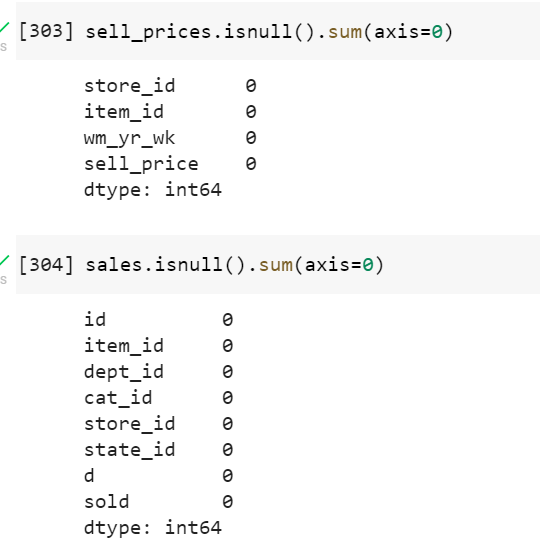 [303] sell_prices.isnull().sum(axis=0)
s
store_id 0
item_id 0
wm_yr_wk 0
sell_price 0
dtype: int64
[304] sales.isnull().sum(axis=0)
s
id 0
item_id 0
dept_id 0
cat_id 0
store_id 0
state_id 0
d 0
sold 0
dtype: int64